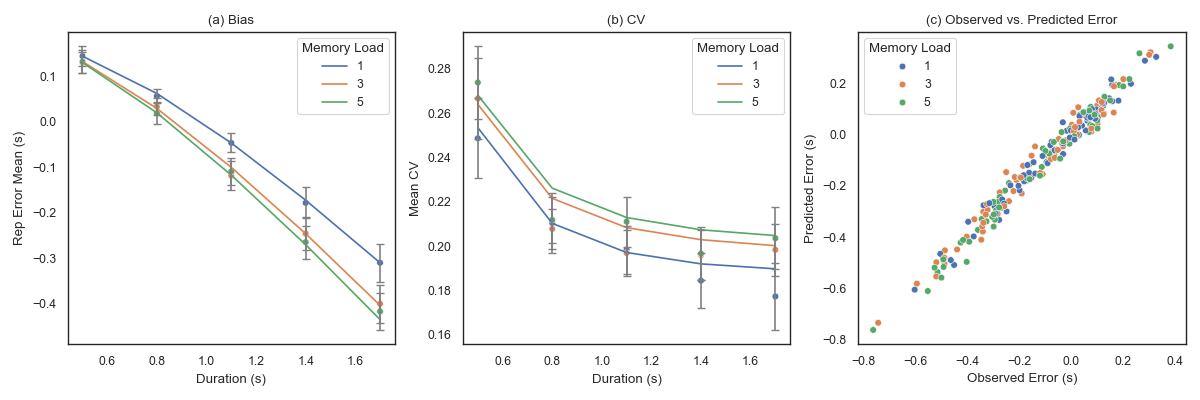 (a) Bias
Memory Load
1
3
5
0.1
0.0
−0.1
−0.2
−0.3
−0.4
Rep Error Mean (s)
0.6 0.8 1.0 1.2 1.4 1.6
Duration (s)
(b) CV
Memory Load
1
3
5
0.28
0.26
0.24
0.22
0.20
0.18
0.16
Mean CV
0.6 0.8 1.0 1.2 1.4 1.6
Duration (s)
(c) Observed vs. Predicted Error
Memory Load
1
3
5
0.2
0.0
−0.2
−0.4
−0.6
−0.8
Predicted Error (s)
−0.8 −0.6 −0.4 −0.2 0.0 0.2 0.4
Observed Error (s)